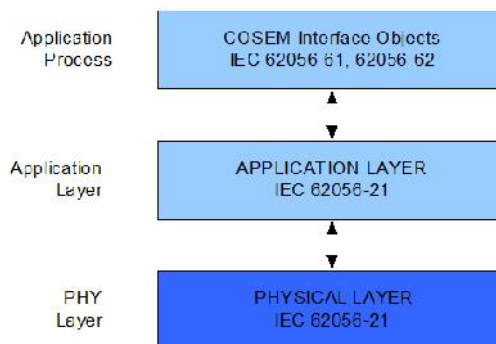 Application
Process
COSEM Interface Objects
IEC 62056 61, 62056 62
Application
Layer
APPLICATION LAYER
IEC 62056-21
PHY
Layer
PHYSICAL LAYER
IEC 62056-21